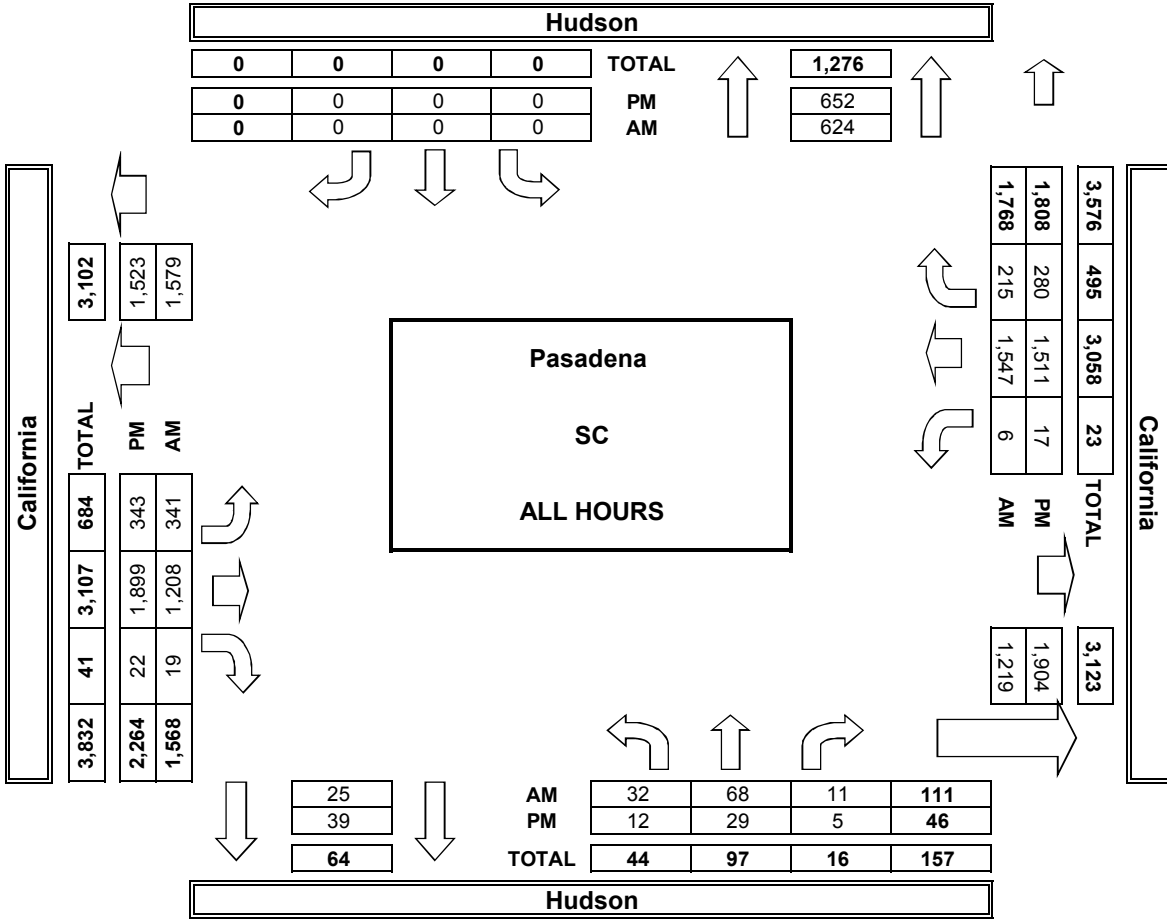 Hudson
0 0 0 0 TOTAL 1,276
0 0 0 0 PM 652
0 0 0 0 AM 624
California
3,102
1,523
1,579
TOTAL 684 3,107 41 3,832
PM 343 1,899 22 2,264
AM 341 1,208 19 1,568
Pasadena
SC
ALL HOURS
3,576 495 3,058 23 TOTAL 3,123
1,808 280 1,511 17 PM 1,904
1,768 215 1,547 6 AM 1,219
California
25 AM 32 68 11 111
39 PM 12 29 5 46
64 TOTAL 44 97 16 157
Hudson